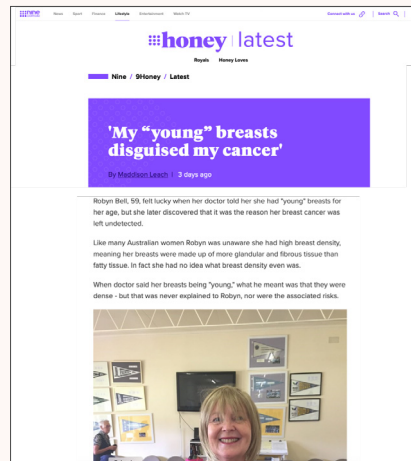 nine
News Sport Finance Lifestyle Entertainment Watch TV Connect with us Search
honey | latest
Royals Honey Loves
Nine / 9Honey / Latest
'My “young” breasts
disguised my cancer'
By Maddison Leach | 3 days ago
Robyn Bell, 59, felt lucky when her doctor told her she had "young" breasts for
her age, but she later discovered that it was the reason her breast cancer was
left undetected.
Like many Australian women Robyn was unaware she had high breast density,
meaning her breasts were made up of more glandular and fibrous tissue than
fatty tissue. In fact she had no idea what breast density even was.
When doctor said her breasts being "young," what he meant was that they were
dense - but that was never explained to Robyn, nor were the associated risks.